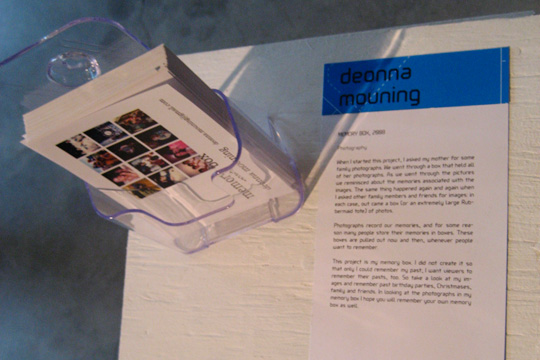 deonna
mouning
MEMORY BOX, 2008
Photography
When I started this project, I asked my mother for some
family photographs. We went through a box that held all
of her photographs. As we went through the pictures
we reminisced about the memories associated with the
images. The same thing happened again and again when
I asked other family members and friends for images; in
each case, out came a box (or an extremely large Rub-
bermaid tote) of photos.
Photographs record our memories, and for some rea-
son many people store their memories in boxes. These
boxes are pulled out now and then, whenever people
want to remember.
This project is my memory box. I did not create it so
that only I could remember my past, I want viewers to
remember their pasts, too. So take a look at my im-
ages and remember past birthday parties, Christmases,
family and friends. In looking at the photographs in my
memory box I hope you will remember your own memory
box as well.
memory
box
deonna mouning